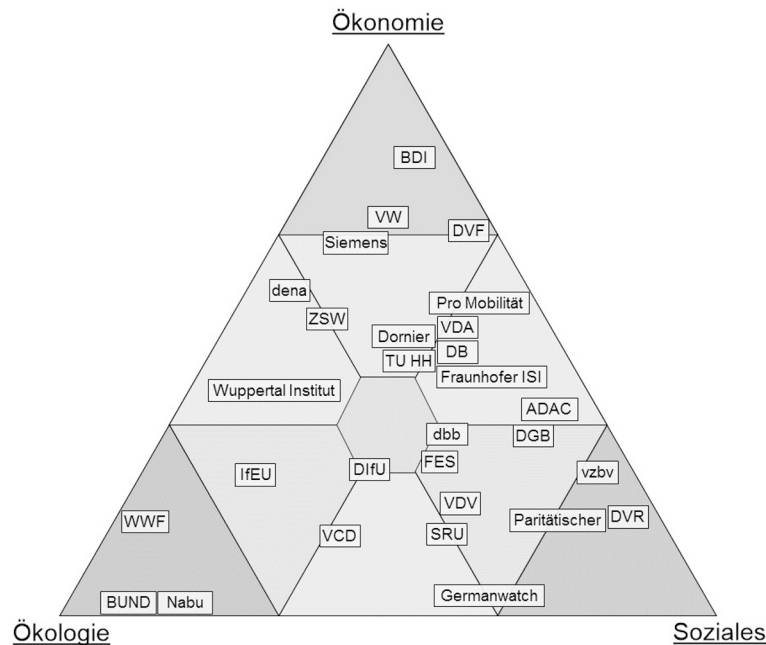 Ökonomie
BDI
VW
DVF
Siemens
dena
Pro Mobilität
ZSW
VDA
Dornier
DB
TU HH
Fraunhofer ISI
Wuppertal Institut
ADAC
dbb
DGB
FES
DIfU
IfEU
vzbv
VDV
WWF
Paritätischer
DVR
VCD
SRU
Germanwatch
BUND
Nabu
Ökologie
Soziales